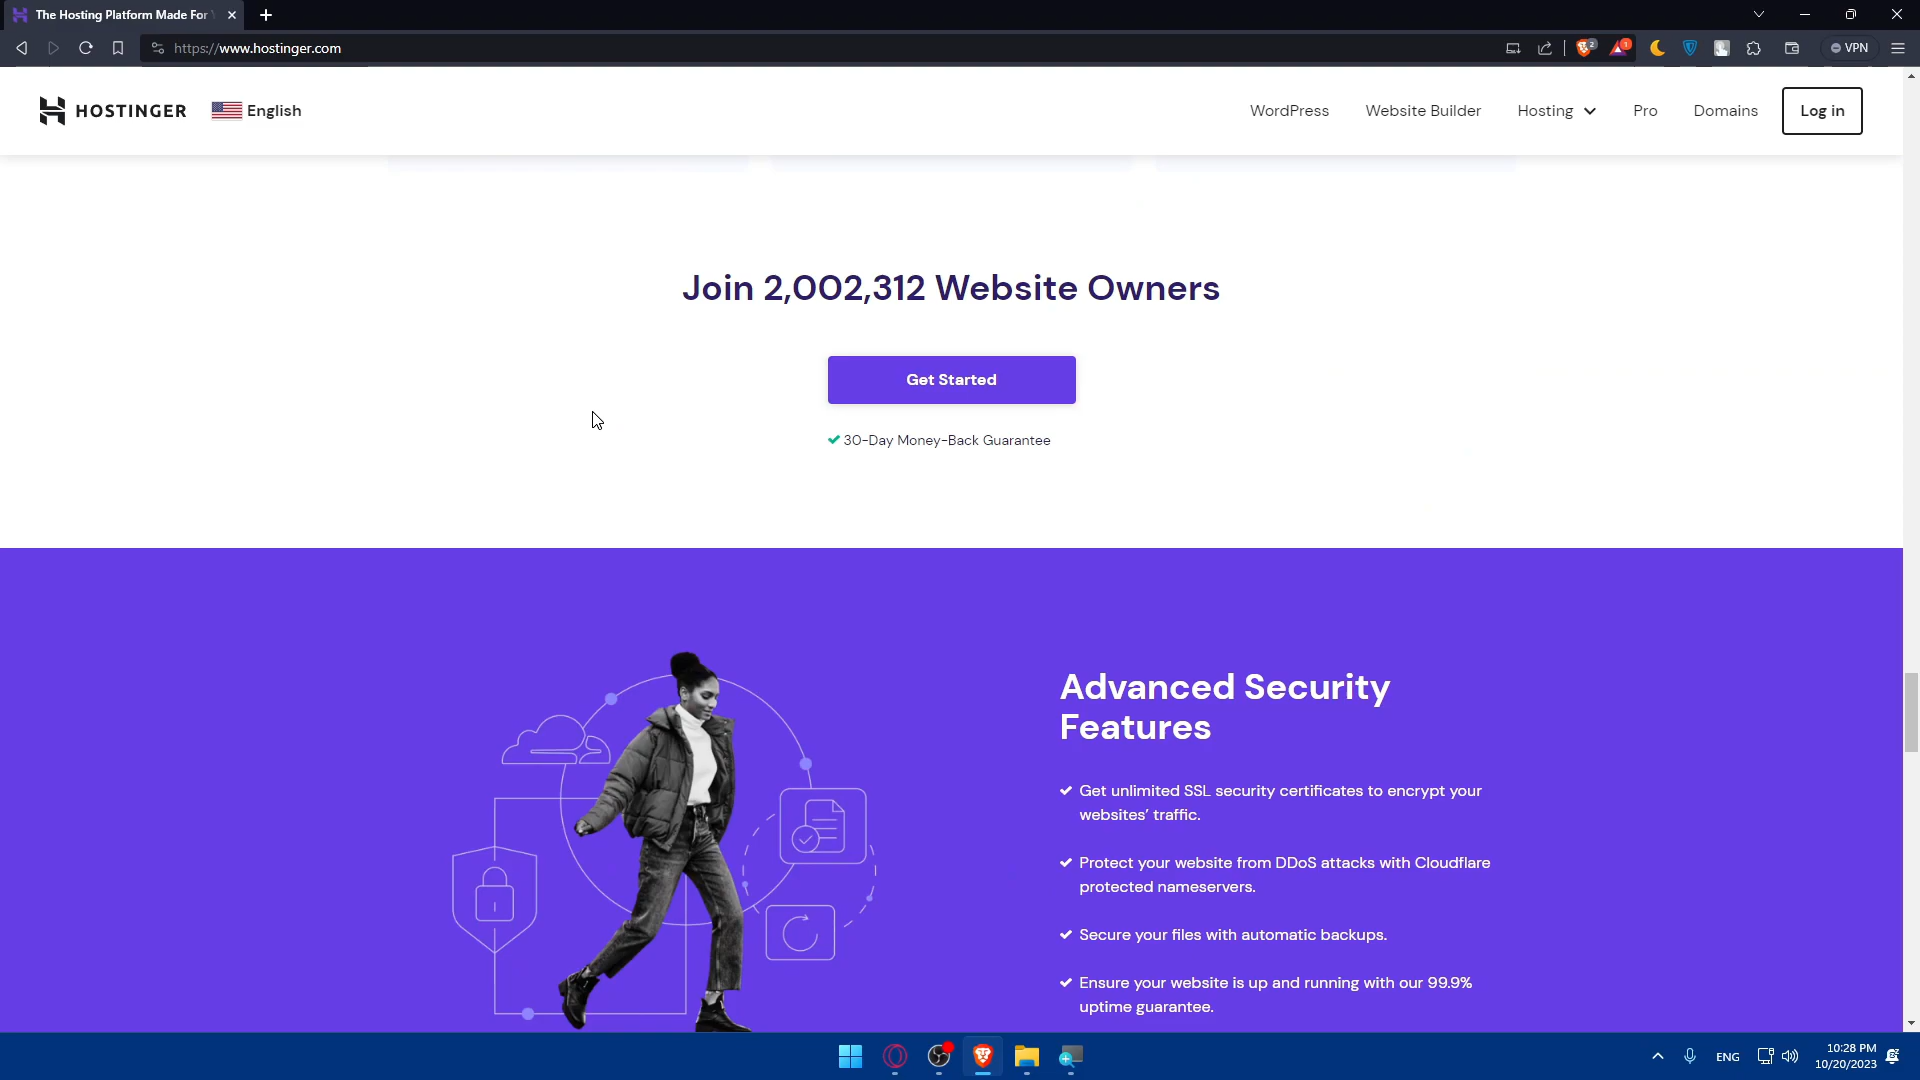 The Hosting Platform Made For
https://www.hostinger.com
2
1
VPN
HOSTINGER
English
WordPress
Website Builder
Hosting
Pro
Domains
Log in
Join 2,002,312 Website Owners
Get Started
30-Day Money-Back Guarantee
Advanced Security
Features
Get unlimited SSL security certificates to encrypt your
websites’ traffic.
Protect your website from DDoS attacks with Cloudflare
protected nameservers.
Secure your files with automatic backups.
Ensure your website is up and running with our 99.9%
uptime guarantee.
ENG
10:28 PM
10/20/2023